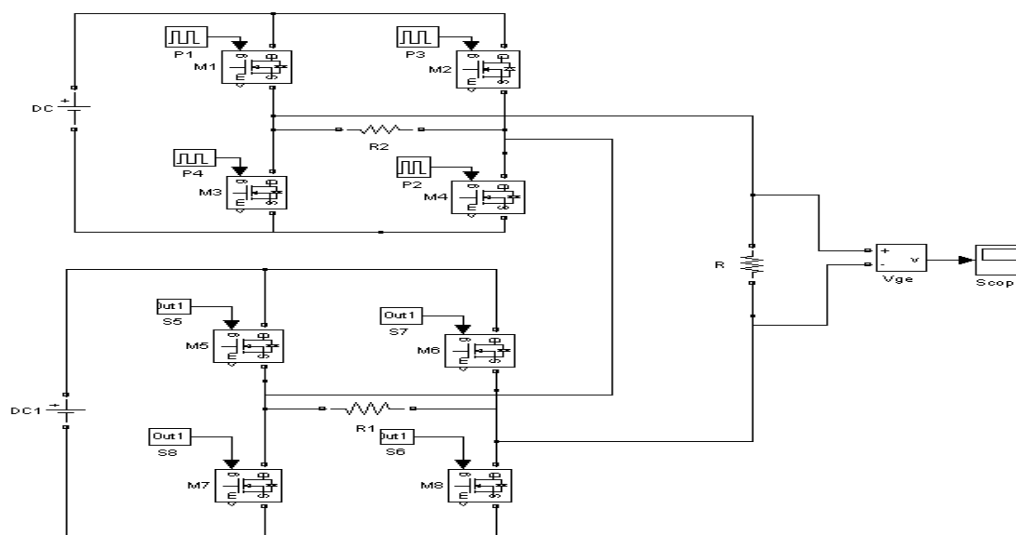 P1
P3
M1
M2
DC
R2
P4
P2
M3
M4
R
+
-
v
Vge
Scop
Out1
S5
Out1
S7
M5
M6
DC1
R1
Out1
S8
Out1
S6
M7
M8